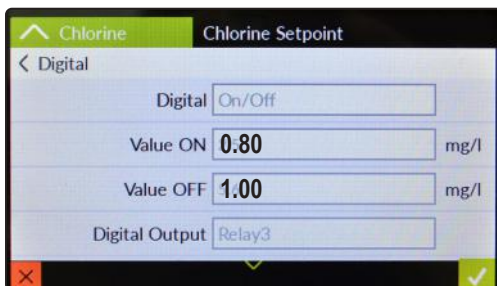 Chlorine Chlorine Setpoint
< Digital
Digital On/Off
Value ON 0.80 mg/l
Value OFF 1.00 mg/l
Digital Output Relay3